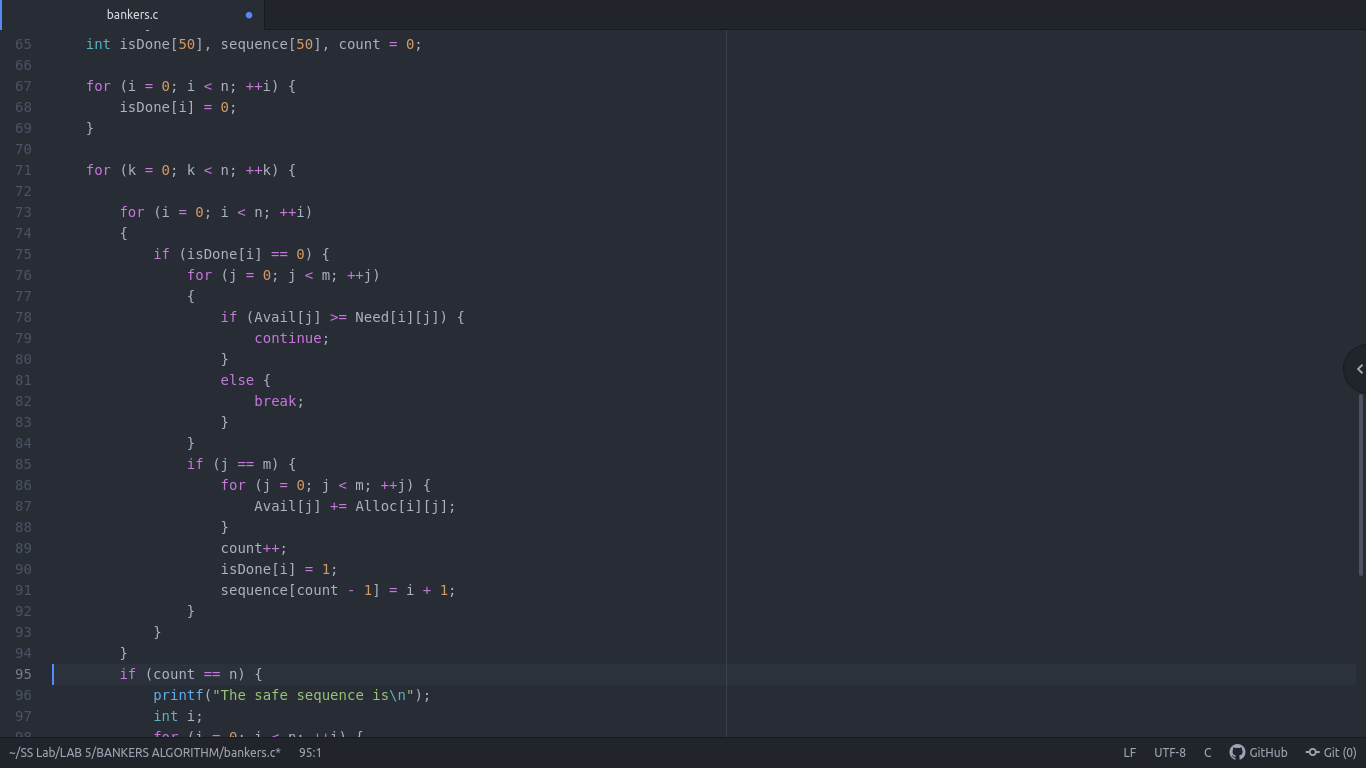 bankers.c
65 int isDone[50], sequence[50], count = 0;
66
67 for (i = 0; i < n; ++i) {
68 isDone[i] = 0;
69 }
70
71 for (k = 0; k < n; ++k) {
72
73 for (i = 0; i < n; ++i)
74 {
75 if (isDone[i] == 0) {
76 for (j = 0; j < m; ++j)
77 {
78 if (Avail[j] >= Need[i][j]) {
79 continue;
80 }
81 else {
82 break;
83 }
84 }
85 if (j == m) {
86 for (j = 0; j < m; ++j) {
87 Avail[j] += Alloc[i][j];
88 }
89 count++;
90 isDone[i] = 1;
91 sequence[count - 1] = i + 1;
92 }
93 }
94 }
95 if (count == n) {
96 printf("The safe sequence is\n");
97 int i;
98 for (i = 0; i < n; ++i) {
~/SS Lab/LAB 5/BANKERS ALGORITHM/bankers.c* 95:1 LF UTF-8 C GitHub Git (0)